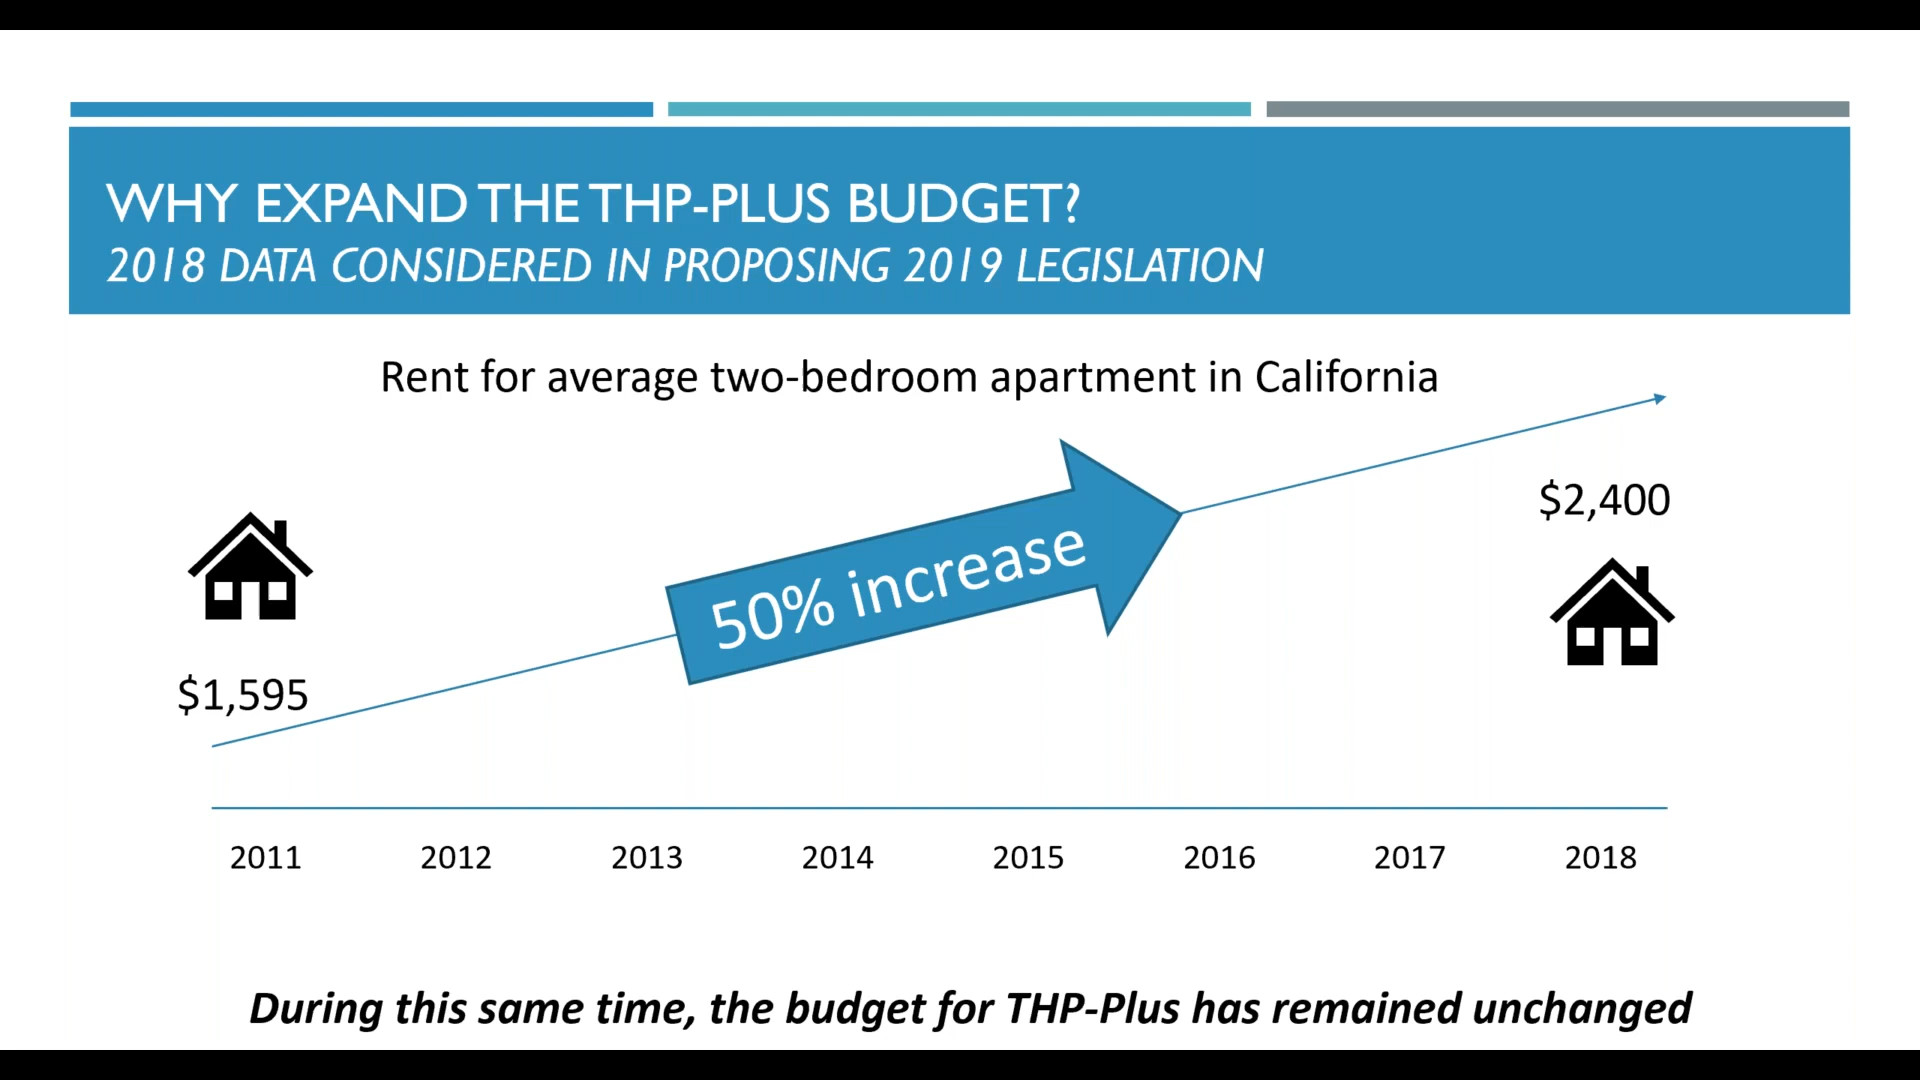 WHY EXPAND THE THP-PLUS BUDGET?
2018 DATA CONSIDERED IN PROPOSING 2019 LEGISLATION
Rent for average two-bedroom apartment in California
$2,400
50% increase
$1,595
2011 2012 2013 2014 2015 2016 2017 2018
During this same time, the budget for THP-Plus has remained unchanged